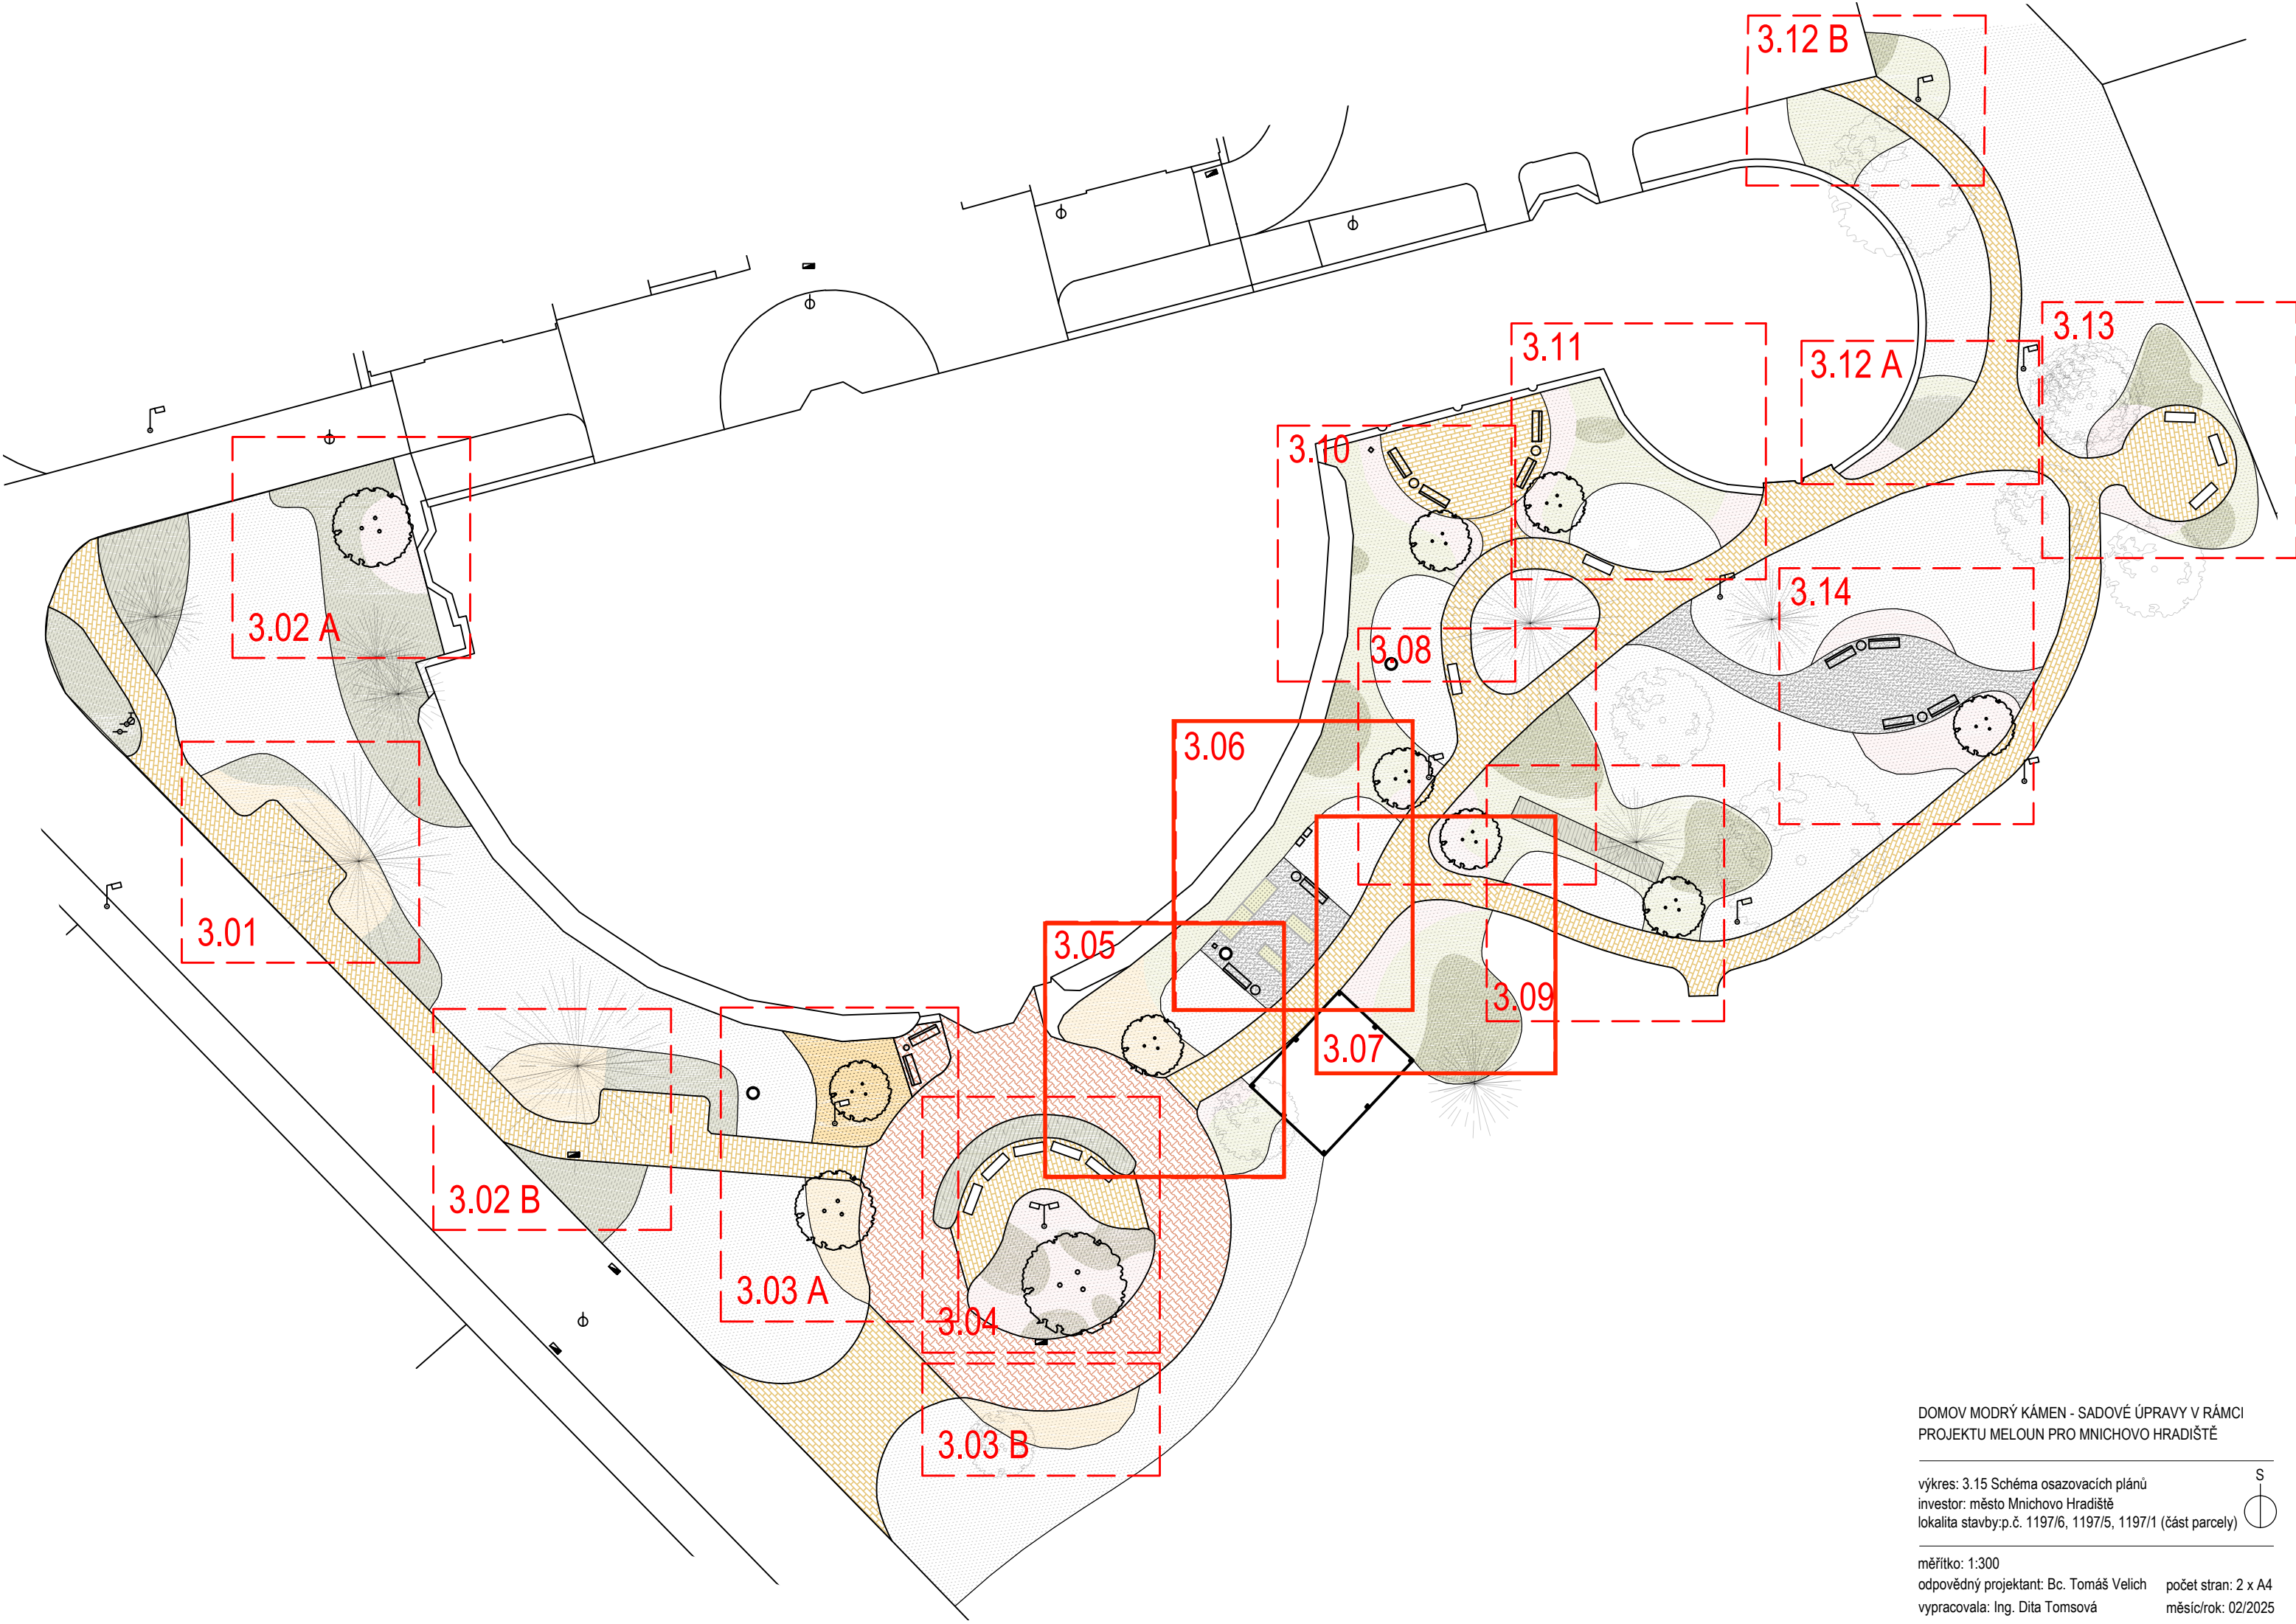 3.12 B
3.13
3.11
3.12 A
3.10
3.02 A
3.14
3.08
3.06
3.01
3.05
3.09
3.07
3.02 B
3.03 A
3.04
3.03 B
DOMOV MODRÝ KÁMEN - SADOVÉ ÚPRAVY V RÁMCI
PROJEKTU MELOUN PRO MNICHOVO HRADIŠTĚ
S
výkres: 3.15 Schéma osazovacích plánů
investor: město Mnichovo Hradiště
lokalita stavby:p.č. 1197/6, 1197/5, 1197/1 (část parcely)
měřítko: 1:300
odpovědný projektant: Bc. Tomáš Velich počet stran: 2 x A4
vypracovala: Ing. Dita Tomsová měsíc/rok: 02/2025